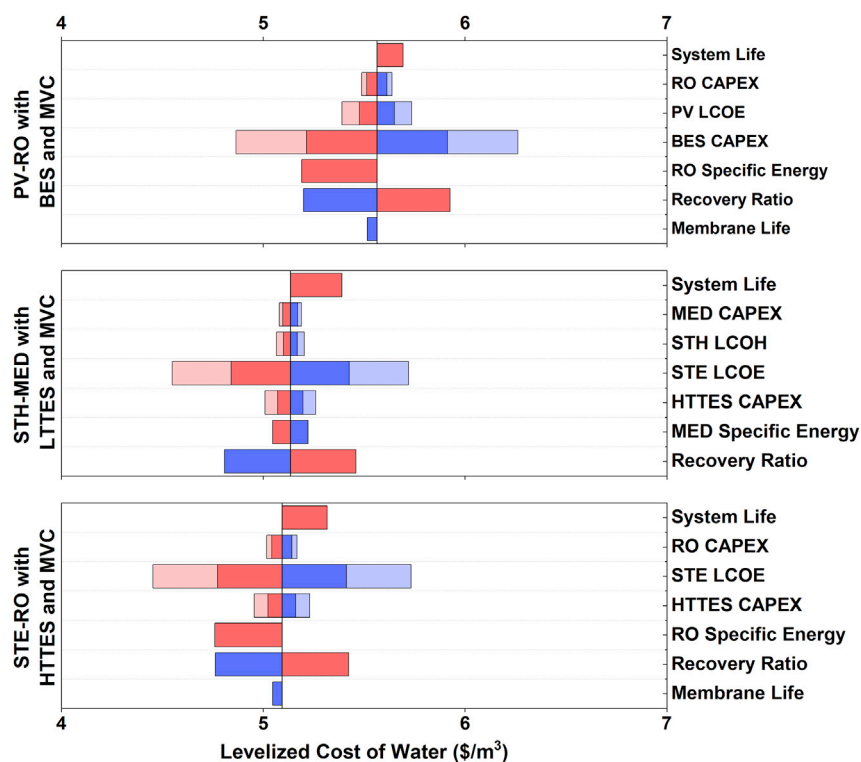 4 5 6 7
PV-RO with
BES and MVC
System Life
RO CAPEX
PV LCOE
BES CAPEX
RO Specific Energy
Recovery Ratio
Membrane Life
STH-MED with
LTTES and MVC
System Life
MED CAPEX
STH LCOH
STE LCOE
HTTES CAPEX
MED Specific Energy
Recovery Ratio
STE-RO with
HTTES and MVC
System Life
RO CAPEX
STE LCOE
HTTES CAPEX
RO Specific Energy
Recovery Ratio
Membrane Life
4 5 6 7
Levelized Cost of Water ($/m³)